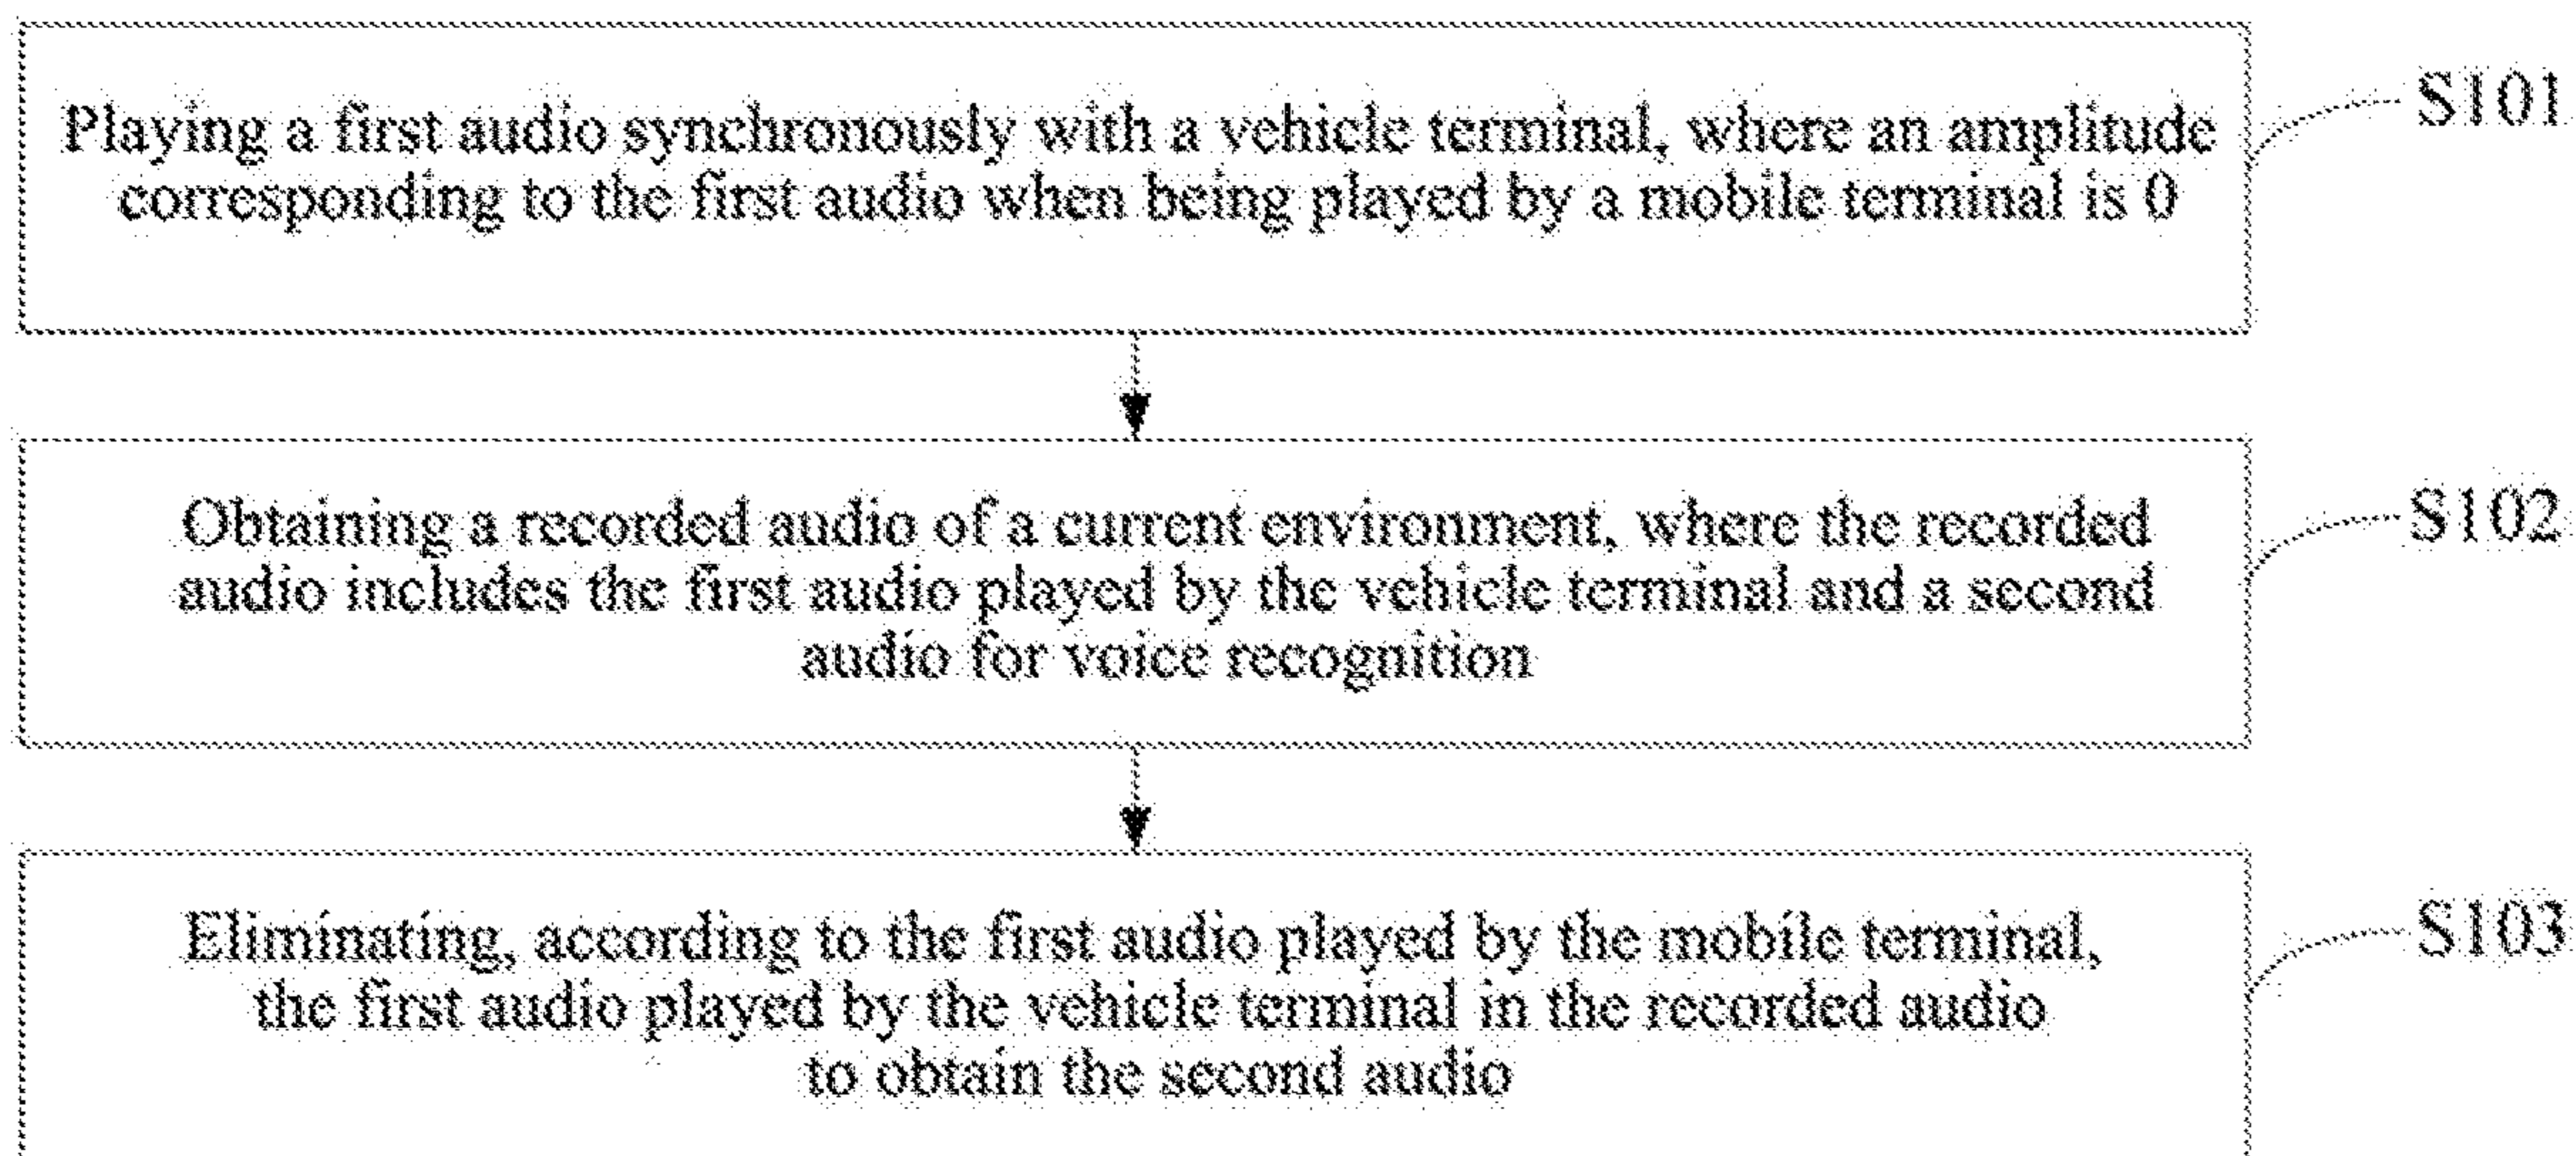 Playing a first audio synchronously with a vehicle terminal, where an amplitude
corresponding to the first audio when being played by a mobile terminal is 0
S101
Obtaining a recorded audio of a current environment, where the recorded
audio includes the first audio played by the vehicle terminal and a second
audio for voice recognition
S102
Eliminating, according to the first audio played by the mobile terminal,
the first audio played by the vehicle terminal in the recorded audio
to obtain the second audio
S103